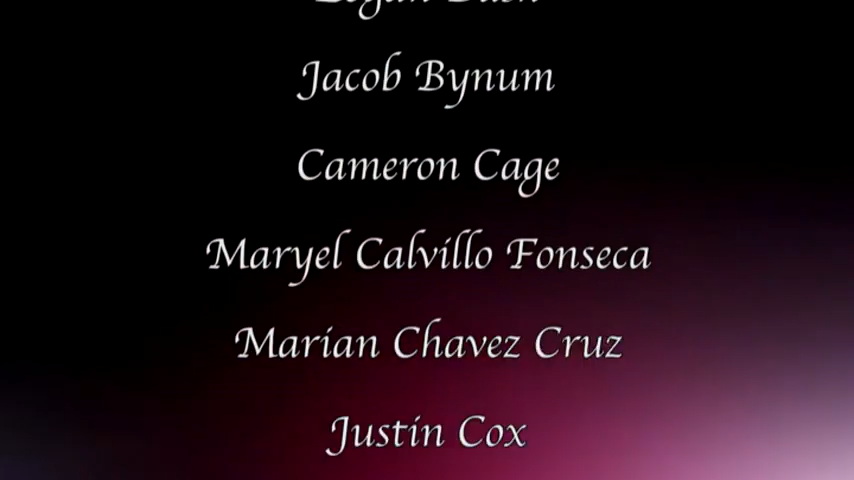 Jacob Bynum
Cameron Cage
Maryel Calvillo Fonseca
Marian Chavez Cruz
Justin Cox